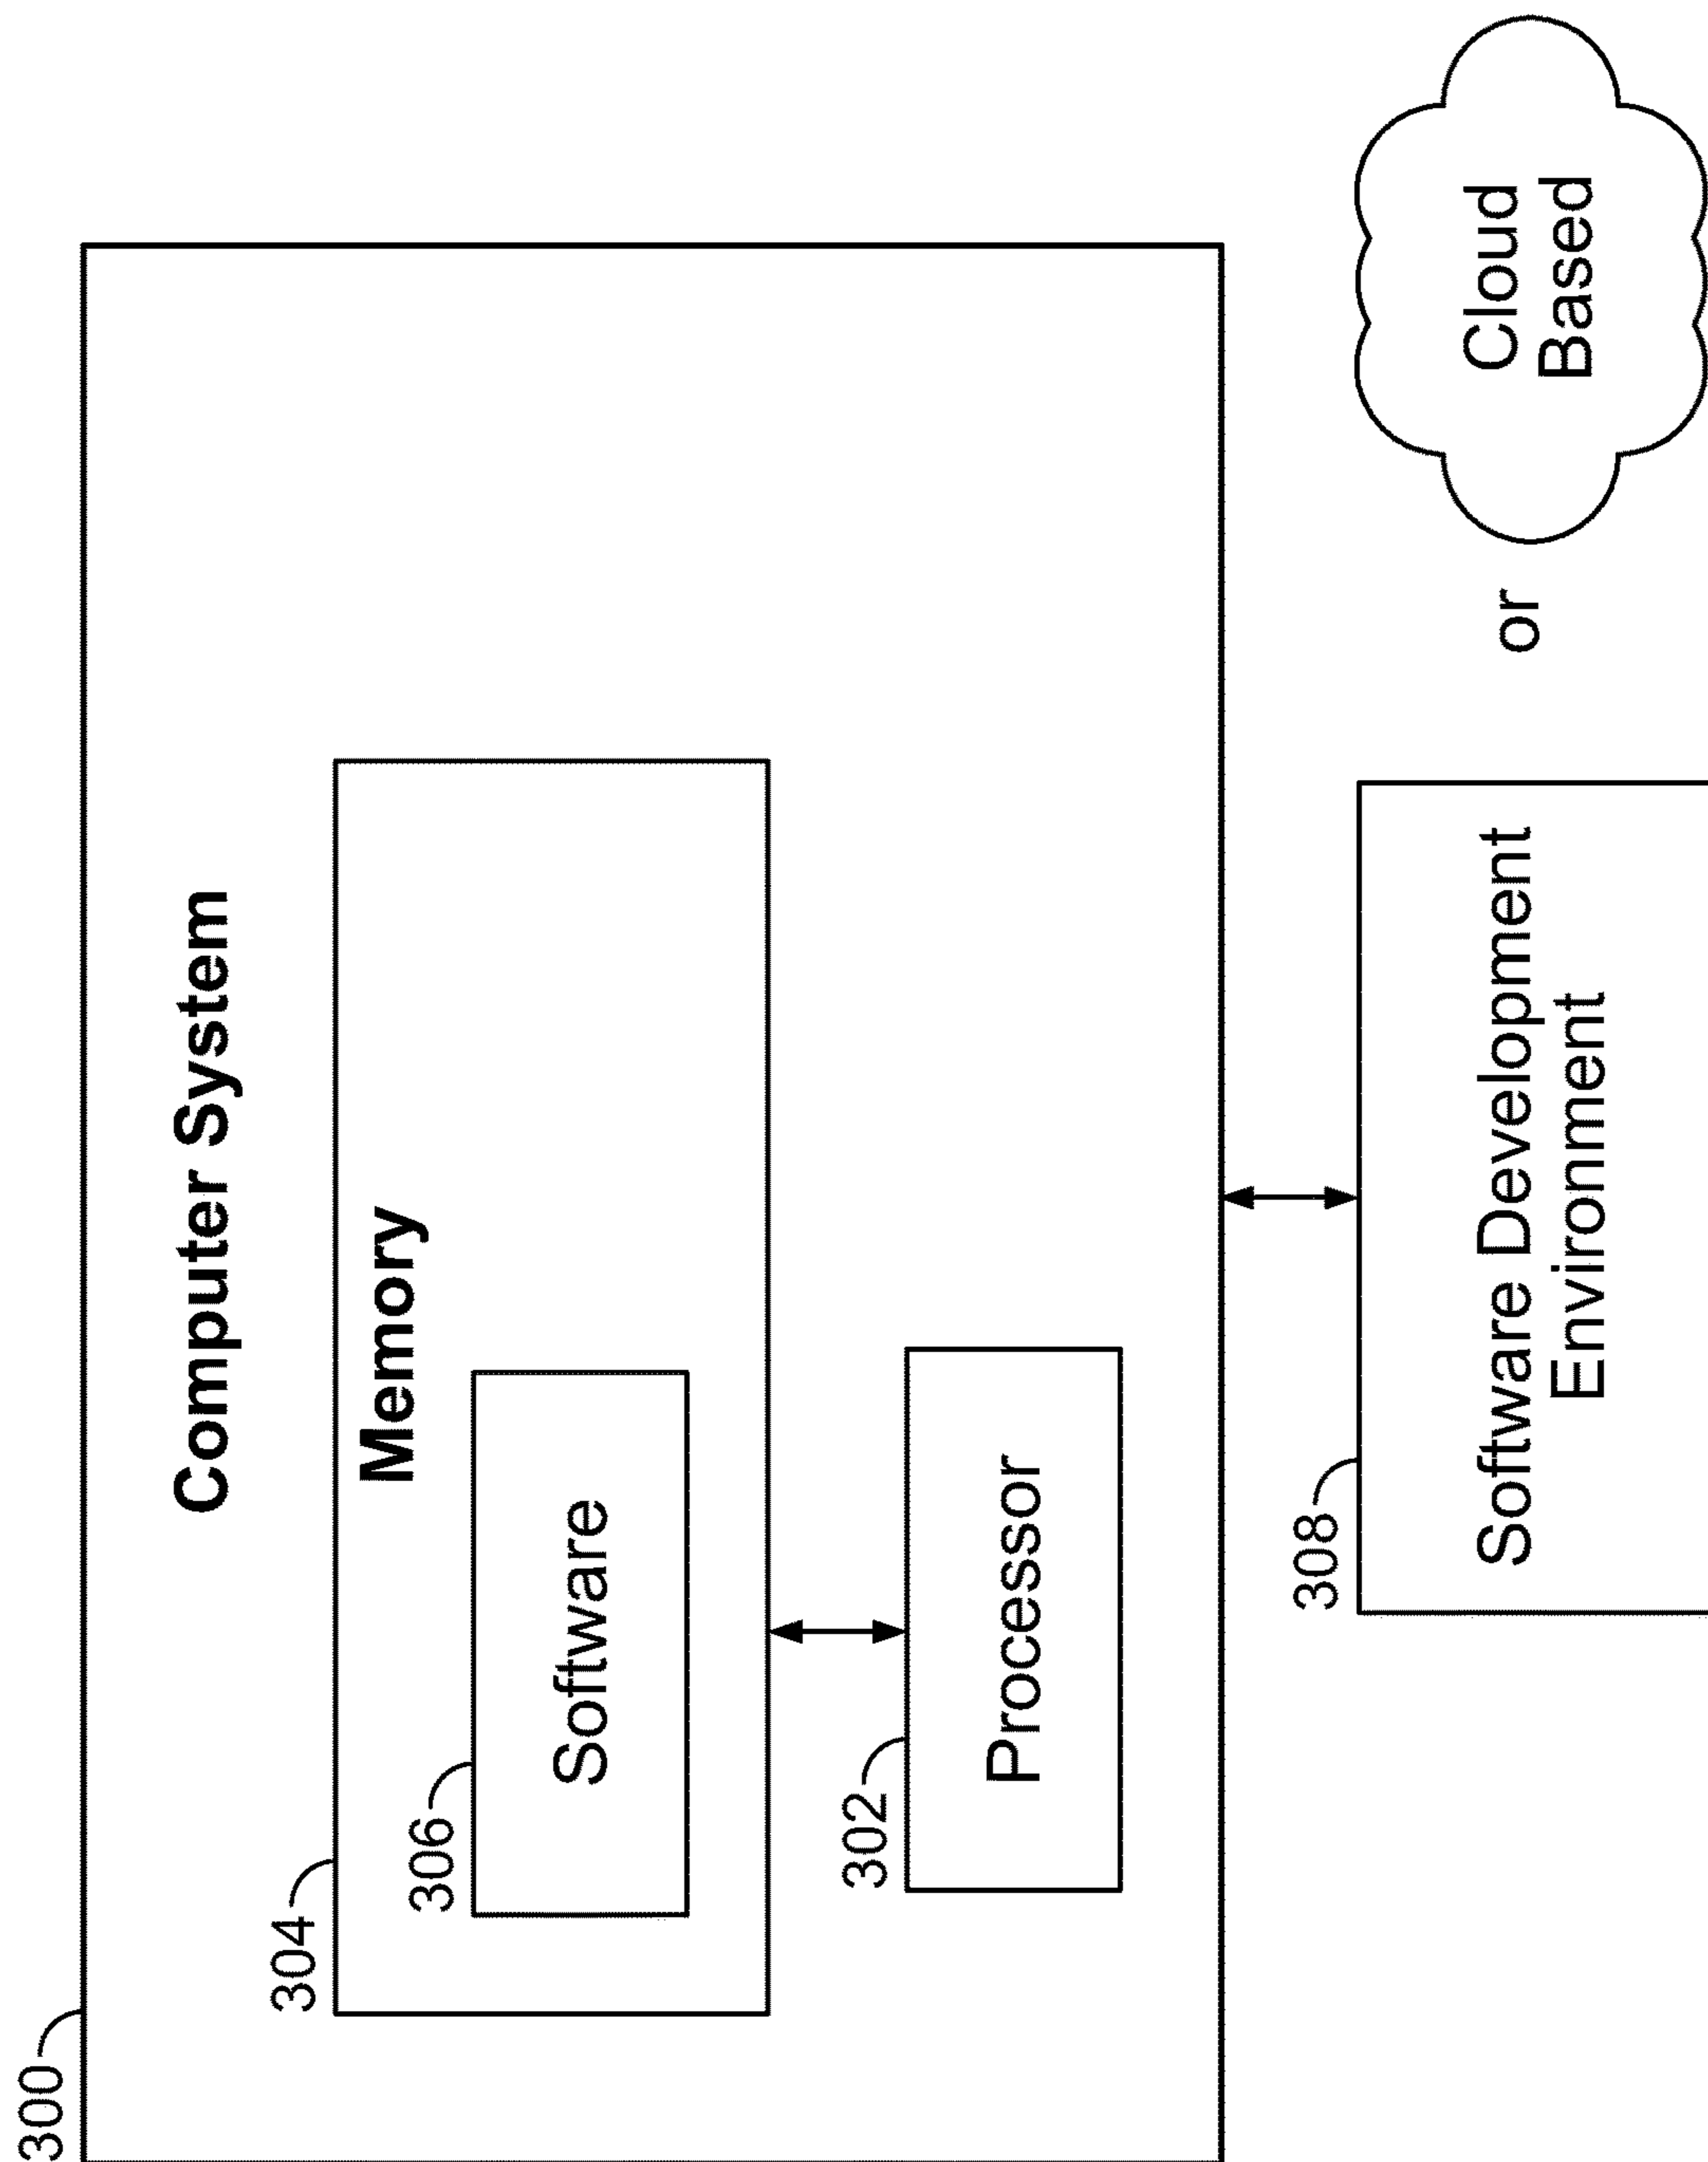 300
Computer System
304
Memory
306
Software
302
Processor
308
Software Development
Environment
or
Cloud
Based